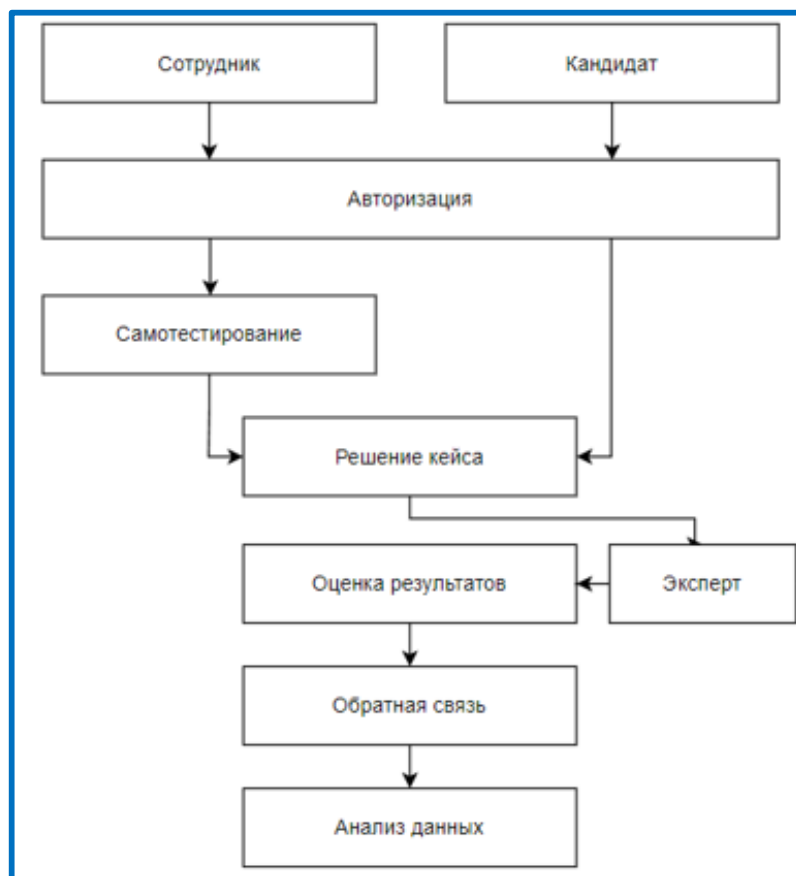 Сотрудник
Кандидат
Авторизация
Самотестирование
Решение кейса
Оценка результатов
Эксперт
Обратная связь
Анализ данных